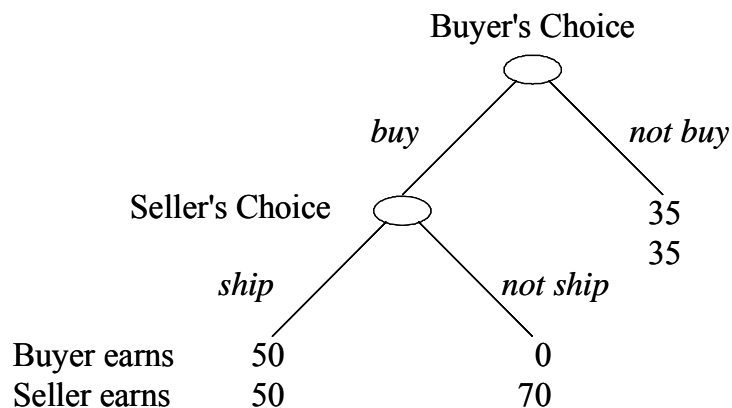 Buyer's Choice
buy not buy
Seller's Choice 35
35
ship not ship
Buyer earns 50 0
Seller earns 50 70